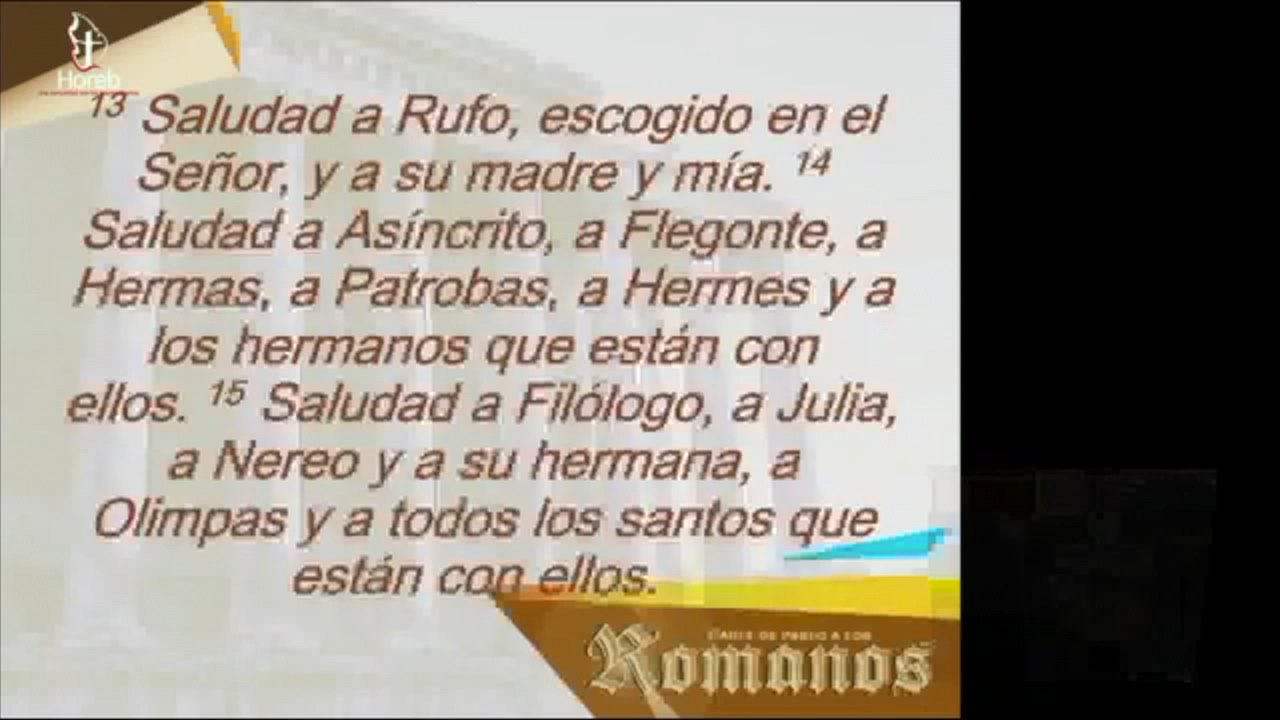 Horeb
13 Saludad a Rufo, escogido en el
Señor, y a su madre y mía. 14
Saludad a Asíncrito, a Flegonte, a
Hermas, a Patrobas, a Hermes y a
los hermanos que están con
ellos. 15 Saludad a Filólogo, a Julia,
a Nereo y a su hermana, a
Olimpas y a todos los santos que
están con ellos.
Romanos